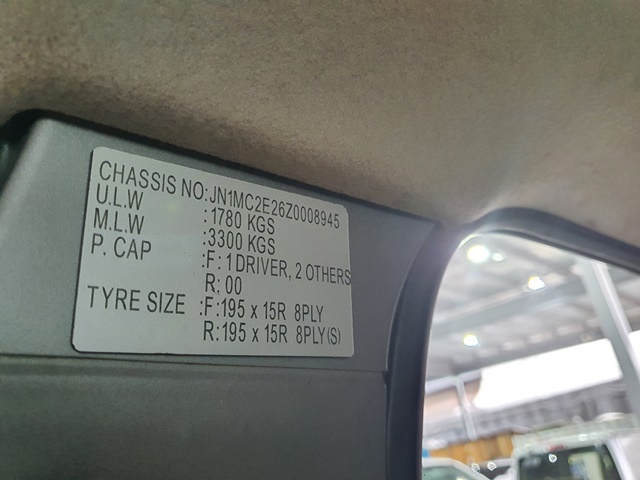 CHASSIS NO:JN1MC2E26Z0008945
U.L.W :1780 KGS
M.L.W :3300 KGS
P. CAP :F: 1 DRIVER, 2 OTHERS
R; 00
TYRE SIZE :F:195 x 15R 8PLY
R:195 x 15R 8PLY(S)